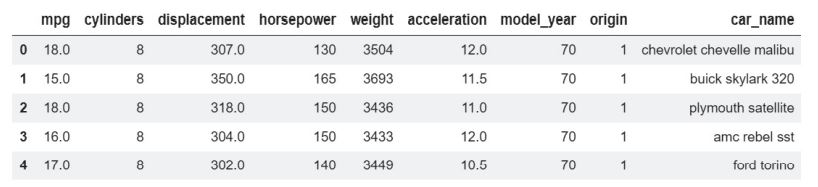 mpg cylinders displacement horsepower weight acceleration model_year origin car_name
0 18.0 8 307.0 130 3504 12.0 70 1 chevrolet chevelle malibu
1 15.0 8 350.0 165 3693 11.5 70 1 buick skylark 320
2 18.0 8 318.0 150 3436 11.0 70 1 plymouth satellite
3 16.0 8 304.0 150 3433 12.0 70 1 amc rebel sst
4 17.0 8 302.0 140 3449 10.5 70 1 ford torino